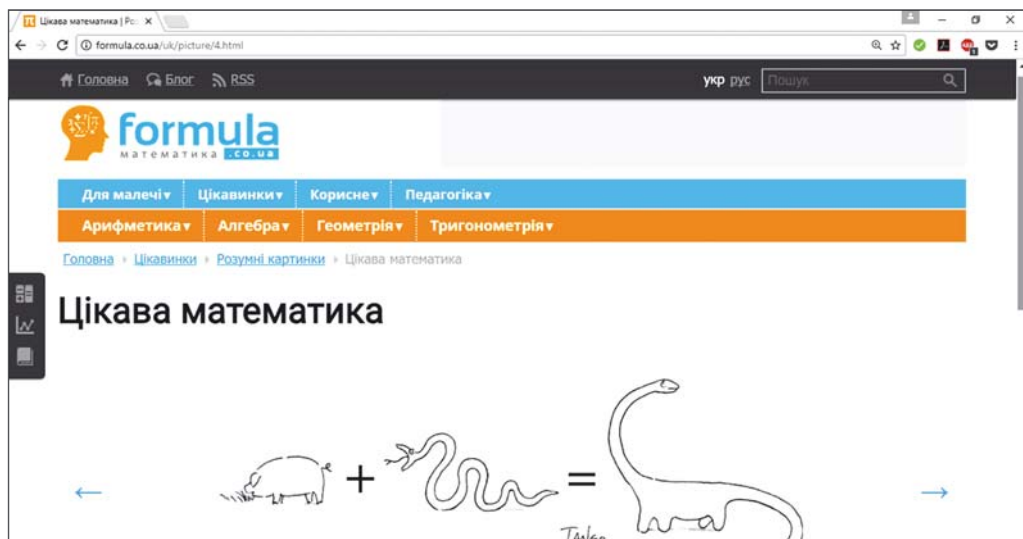 Цікава математика | Роз
formula.co.ua/uk/picture/4.html
Головна Блог RSS укр рус Пошук
formula
математика .co.ua
Для малечі Цікавинки Корисне Педагогіка
Арифметика Алгебра Геометрія Тригонометрія
Головна Цікавинки Розумні картинки Цікава математика
Цікава математика
+ =